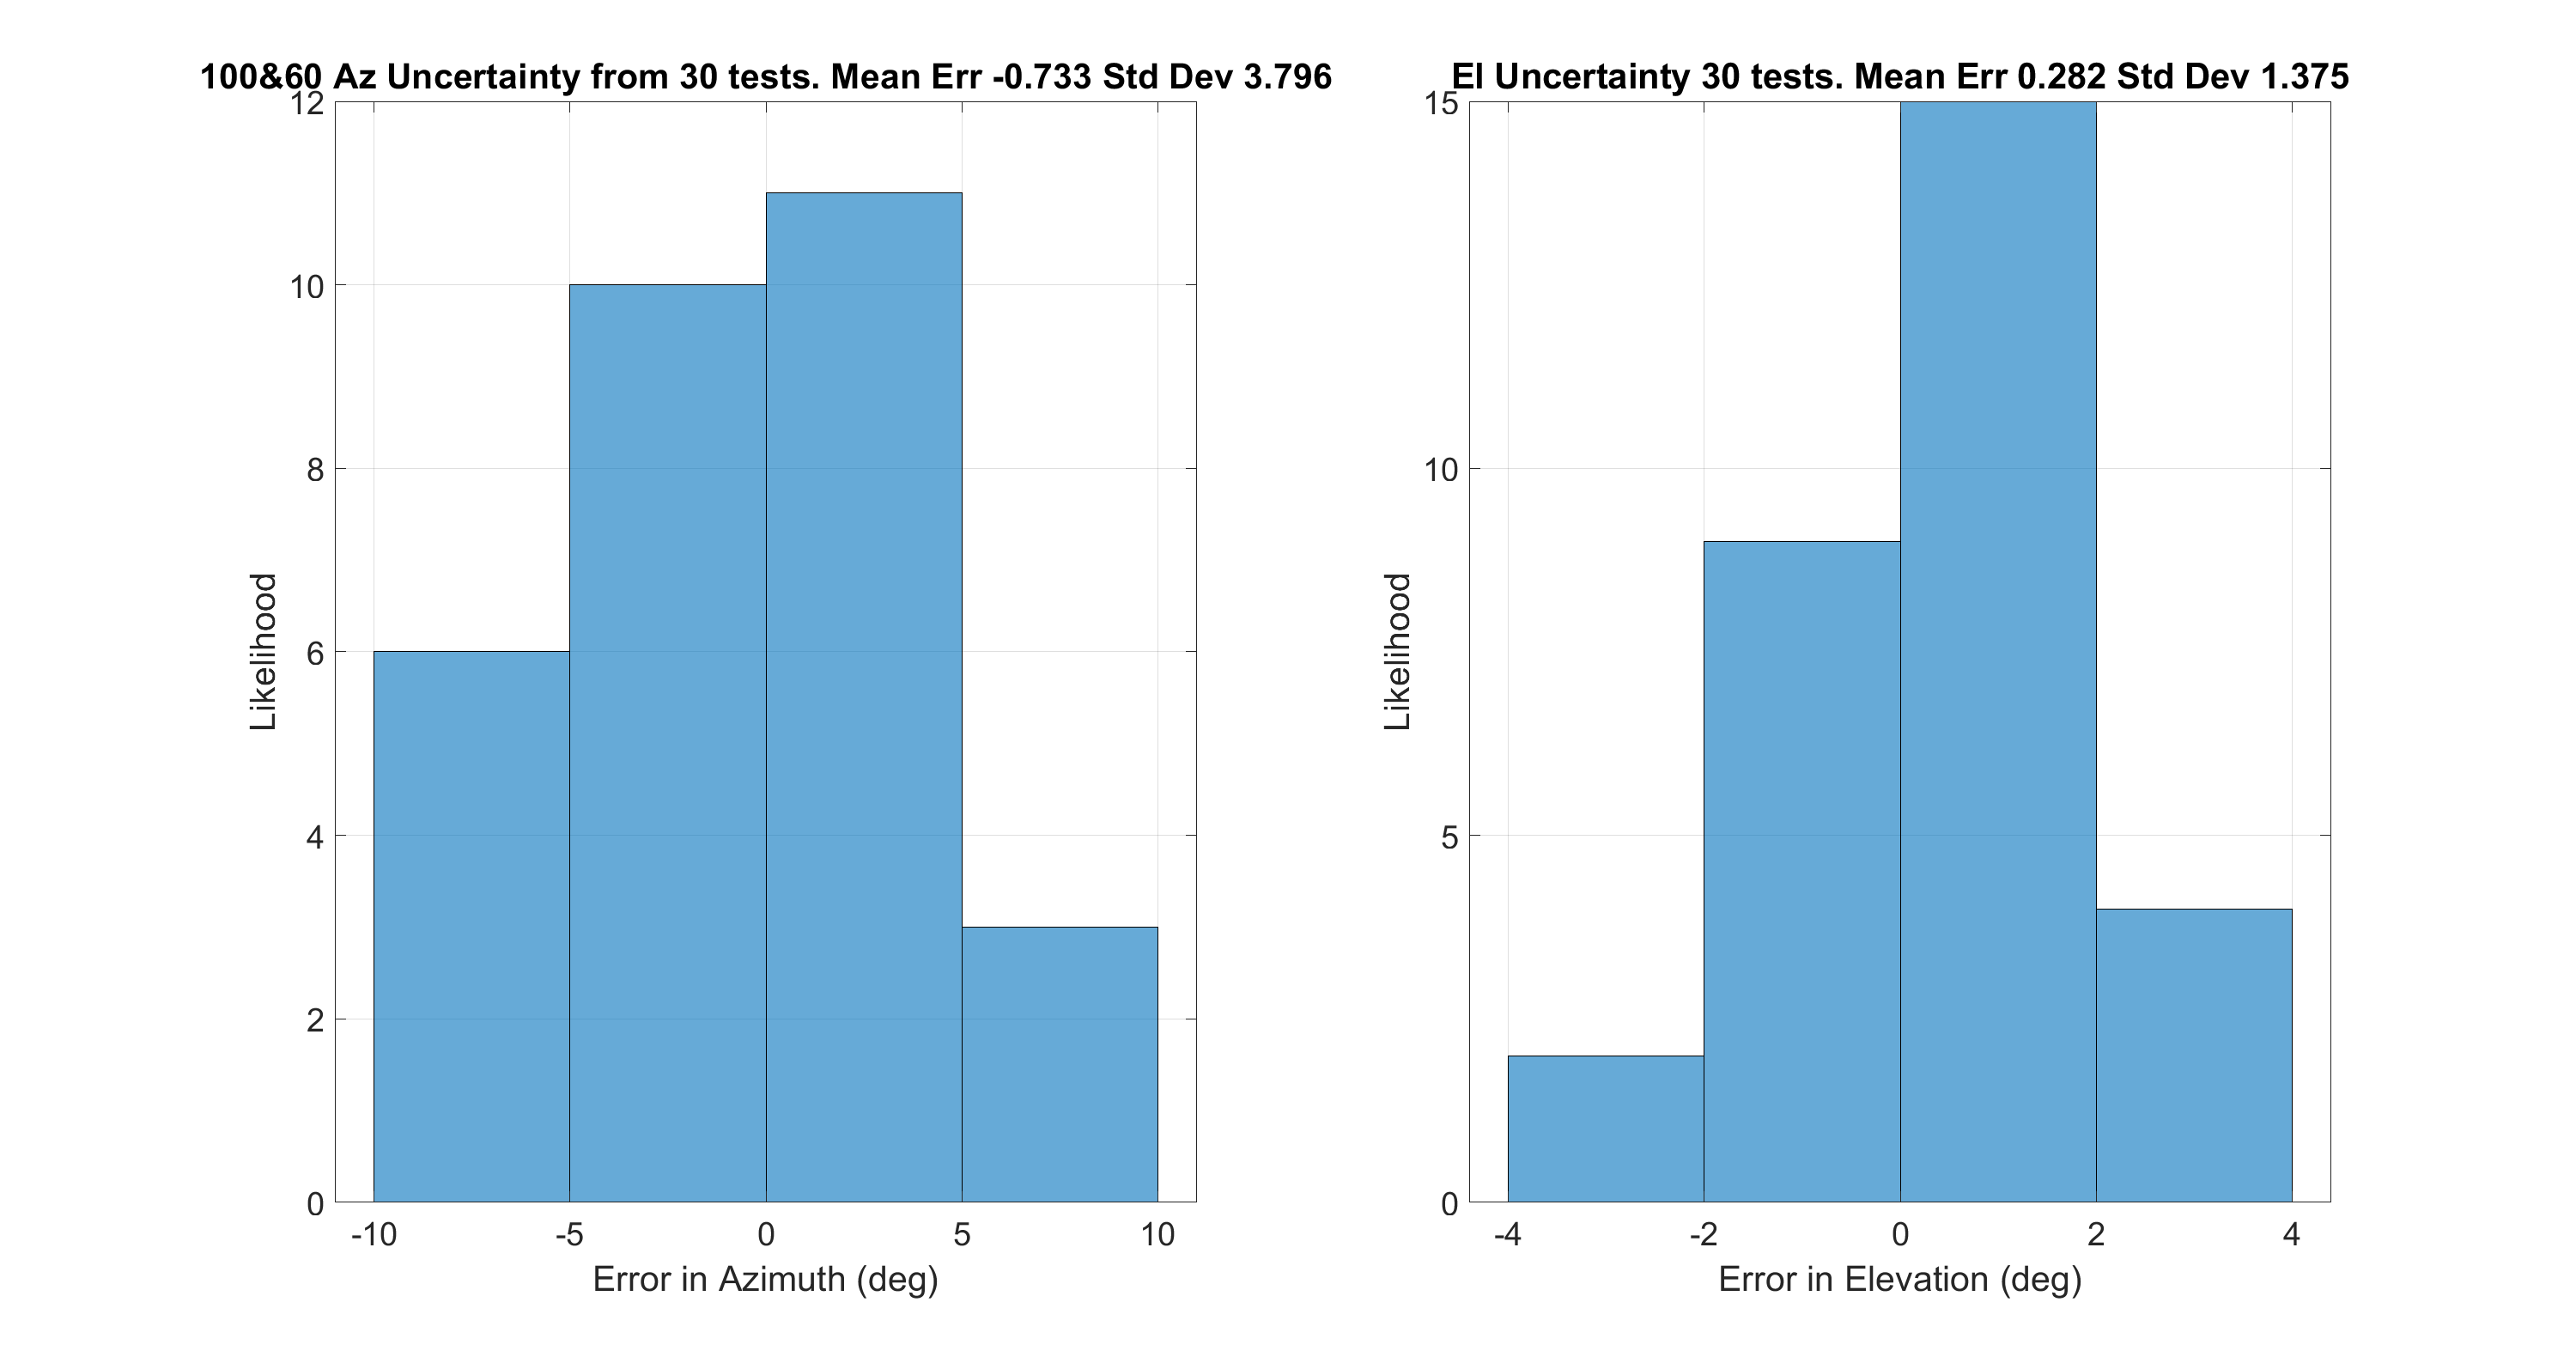 100&60 Az Uncertainty from 30 tests. Mean Err -0.733 Std Dev 3.796
12
10
8
6
4
2
0
Likelihood
-10 -5 0 5 10
Error in Azimuth (deg)
El Uncertainty 30 tests. Mean Err 0.282 Std Dev 1.375
15
10
5
0
Likelihood
-4 -2 0 2 4
Error in Elevation (deg)